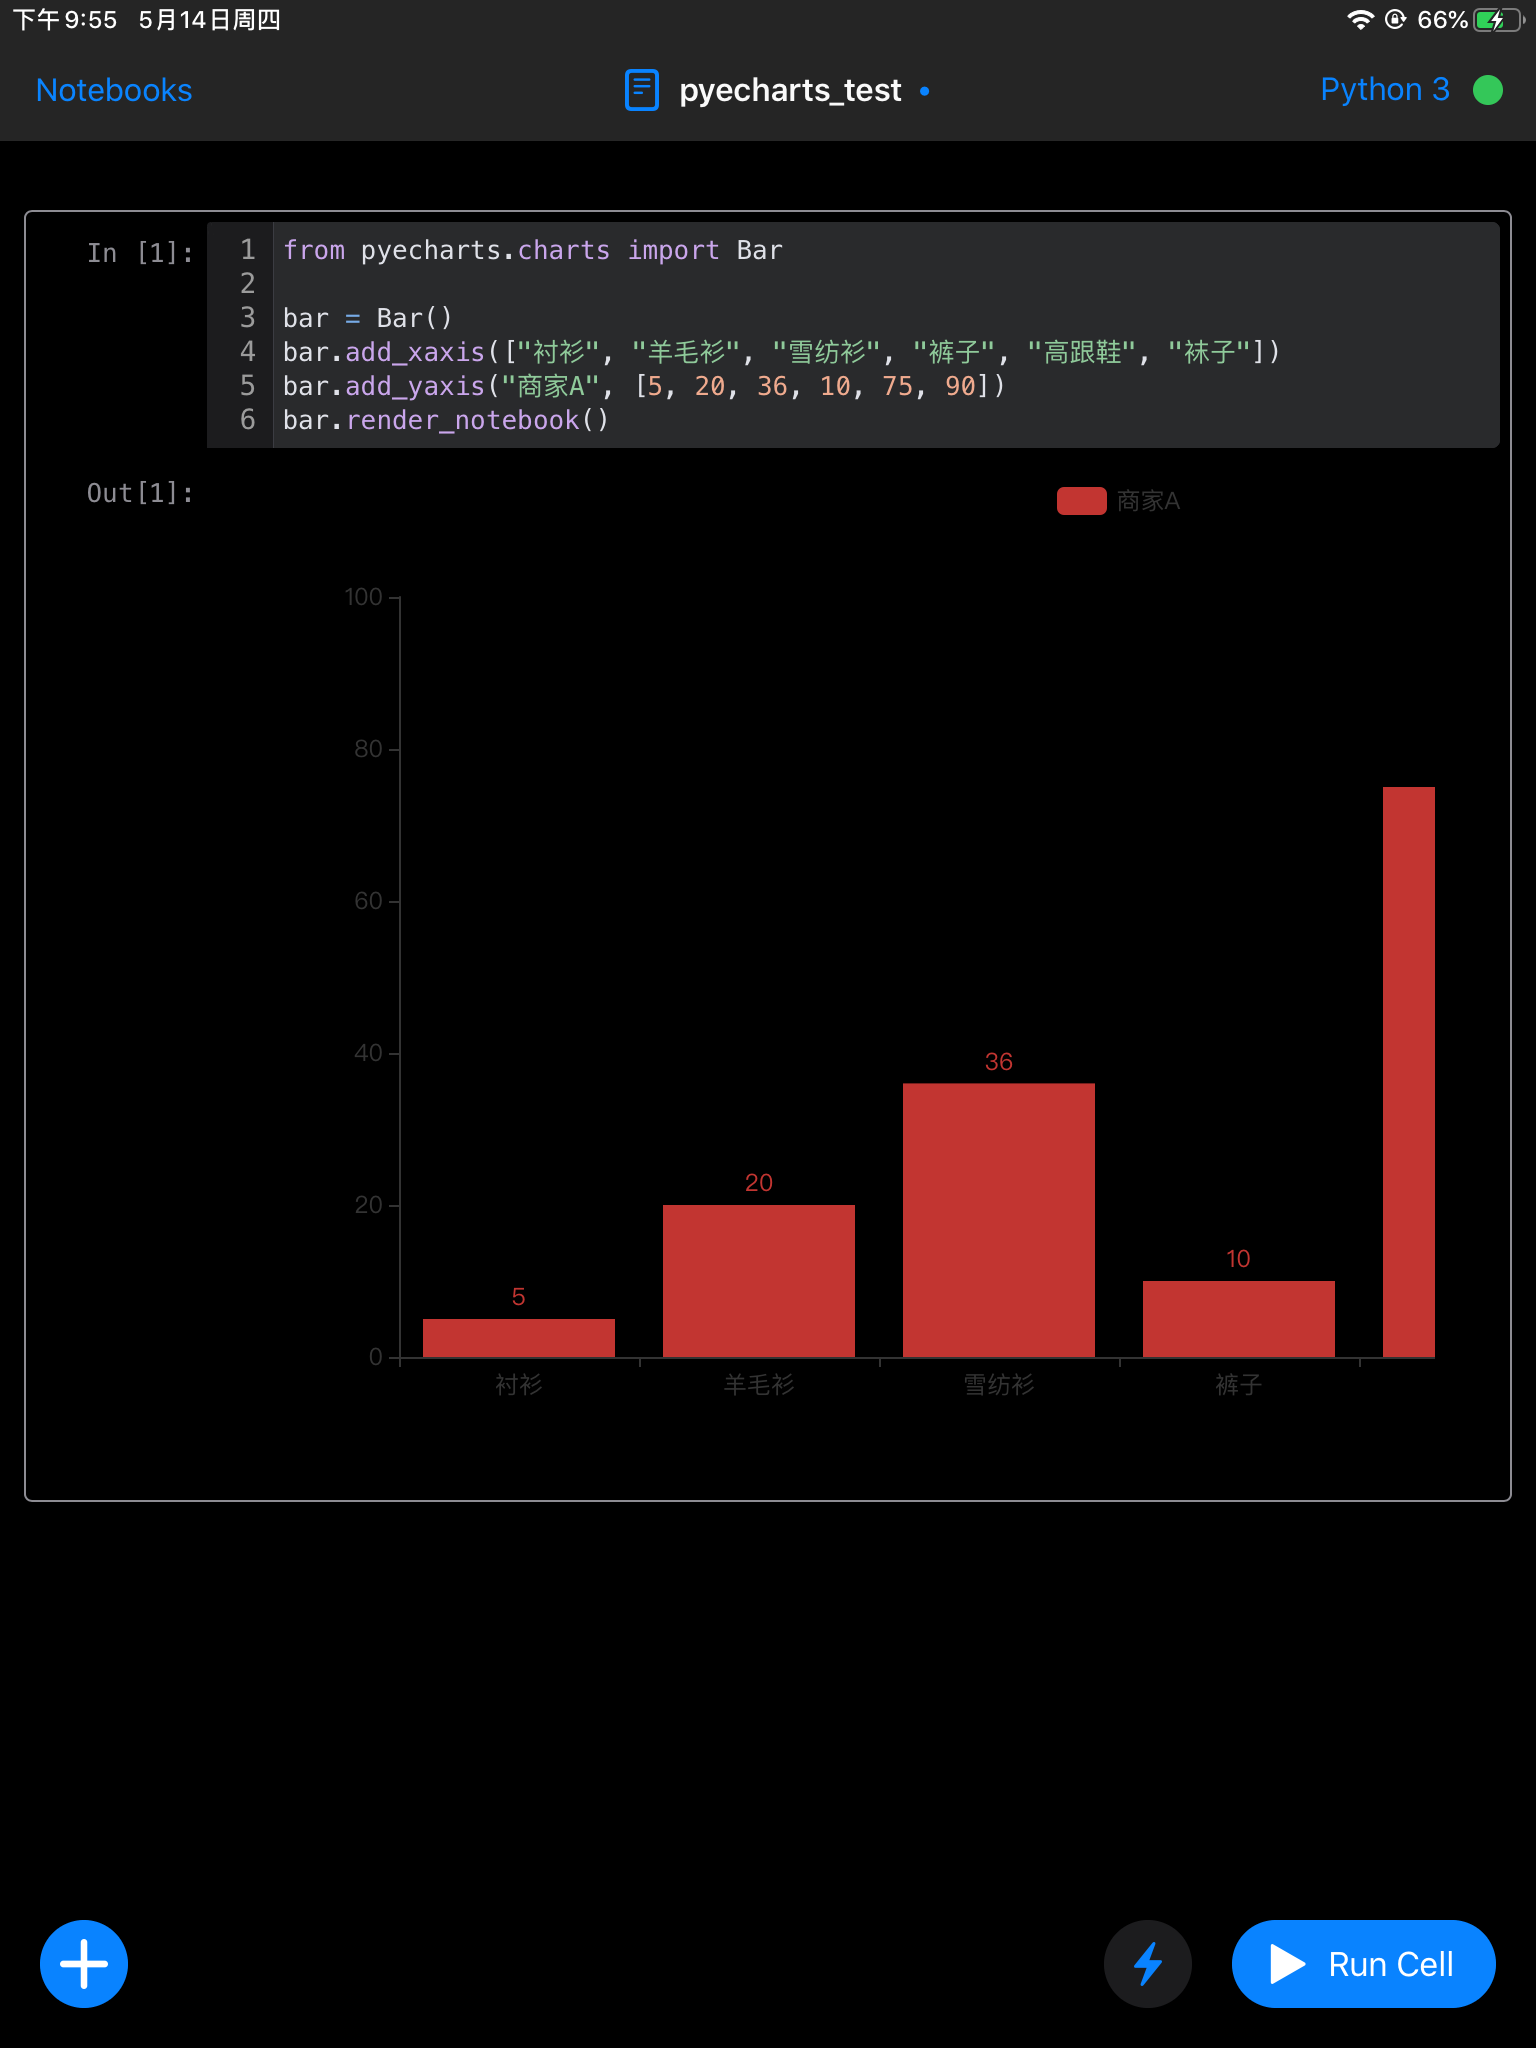 下午9:55 5月14日周四
66%
Notebooks
pyecharts_test
Python 3
In [1]:
1 from pyecharts.charts import Bar
2
3 bar = Bar()
4 bar.add_xaxis(["衬衫", "羊毛衫", "雪纺衫", "裤子", "高跟鞋", "袜子"])
5 bar.add_yaxis("商家A", [5, 20, 36, 10, 75, 90])
6 bar.render_notebook()
Out[1]:
商家A
100
80
60
40
20
0
5
20
36
10
衬衫 羊毛衫 雪纺衫 裤子
Run Cell